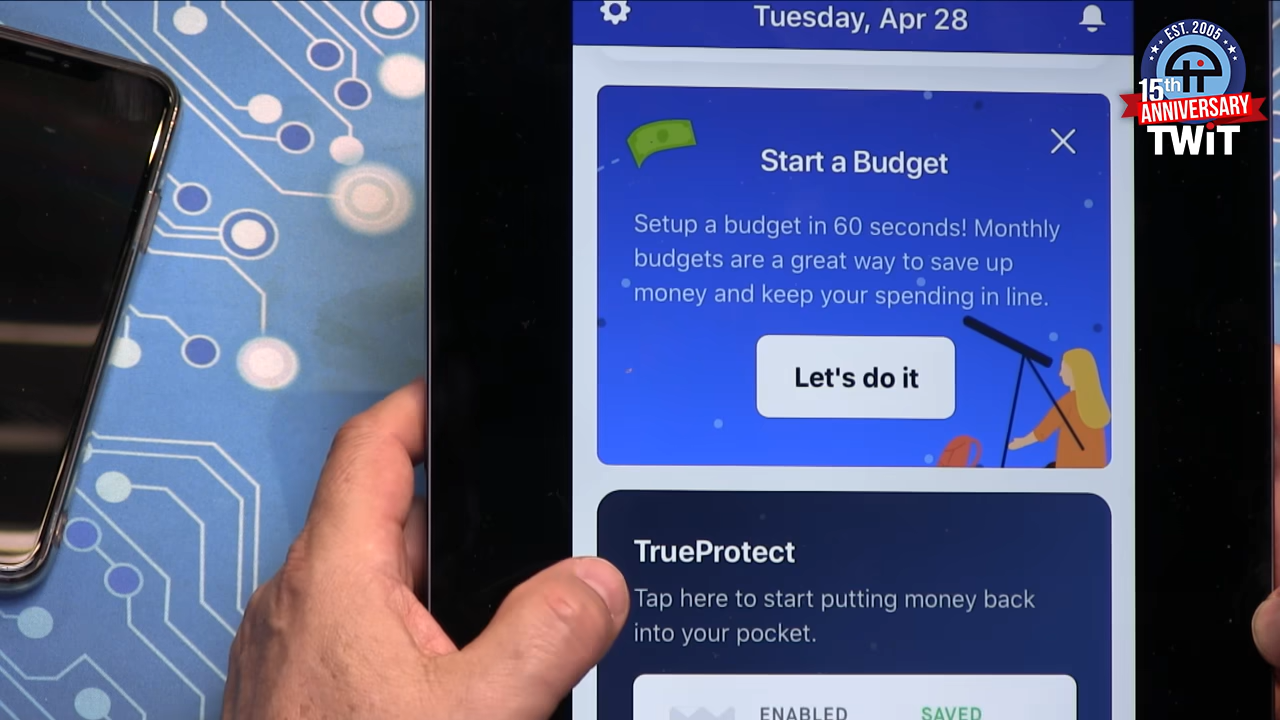 Tuesday, Apr 28
EST. 2005
15th
ANNIVERSARY
TWiT
Start a Budget
Setup a budget in 60 seconds! Monthly
budgets are a great way to save up
money and keep your spending in line.
Let's do it
TrueProtect
Tap here to start putting money back
into your pocket.
ENABLED
SAVED